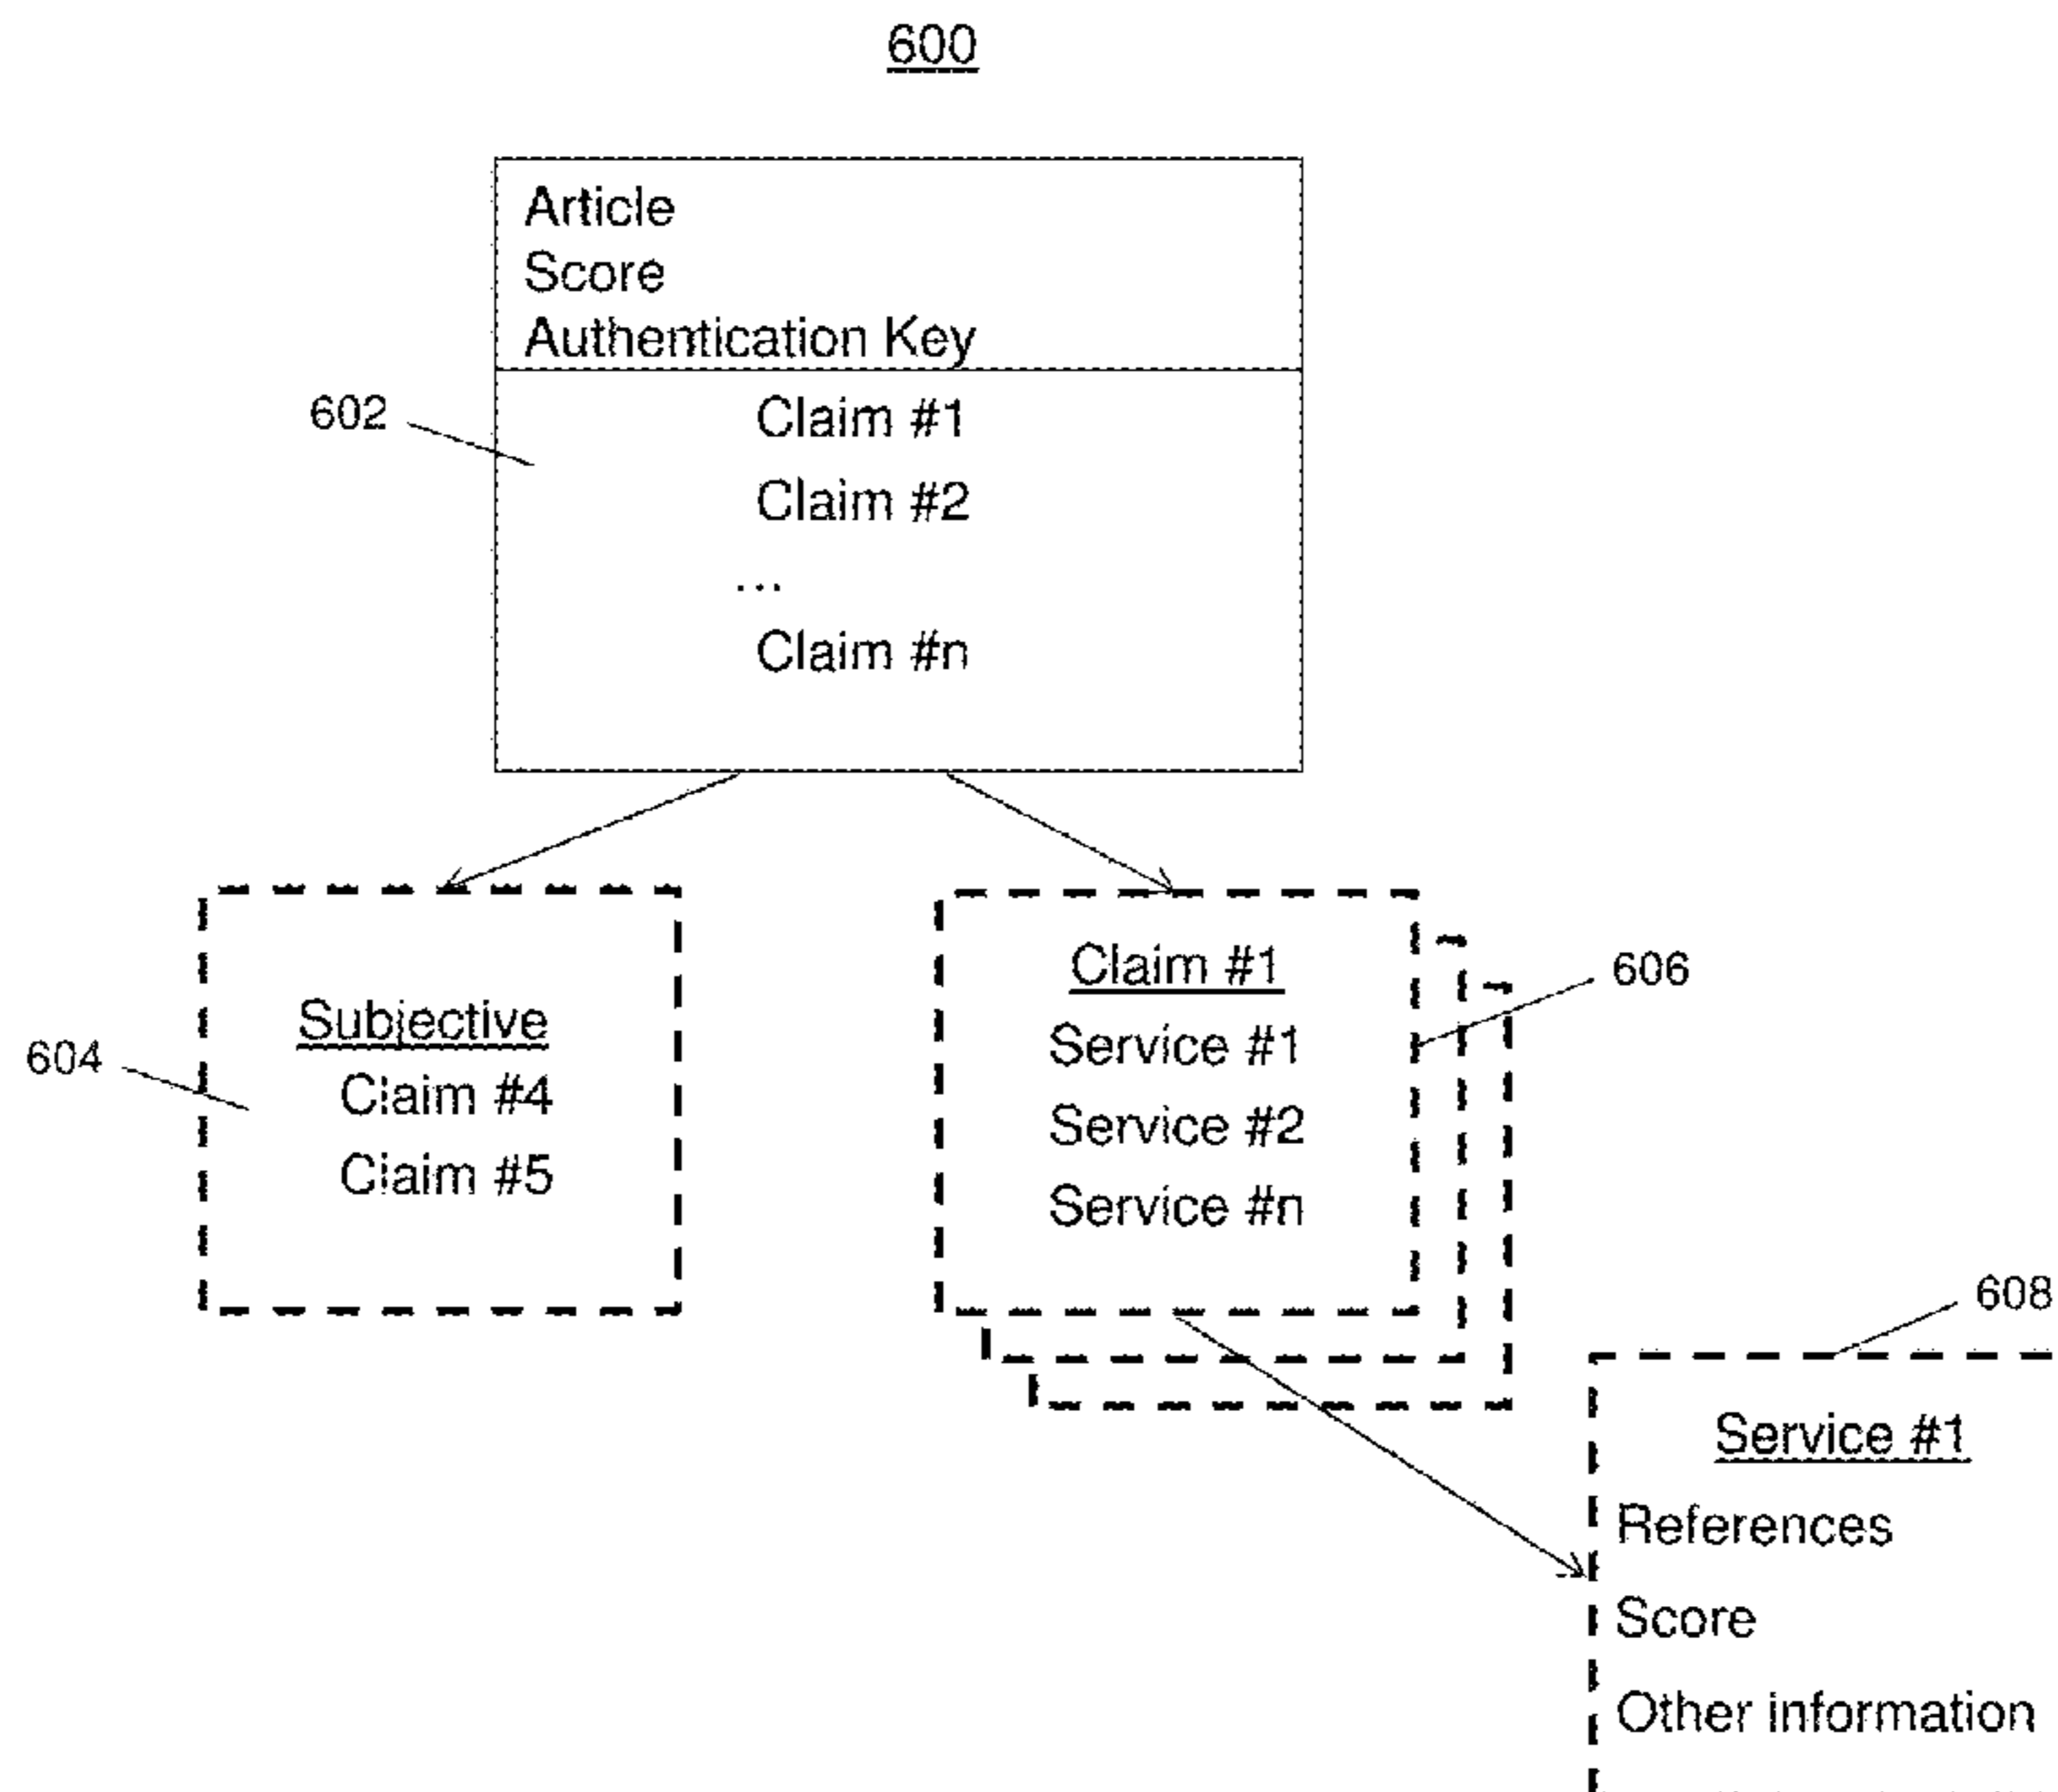 600
Article
Score
Authentication Key
602
Claim #1
Claim #2
...
Claim #n
604
Subjective
Claim #4
Claim #5
606
Claim #1
Service #1
Service #2
Service #n
608
Service #1
References
Score
Other information